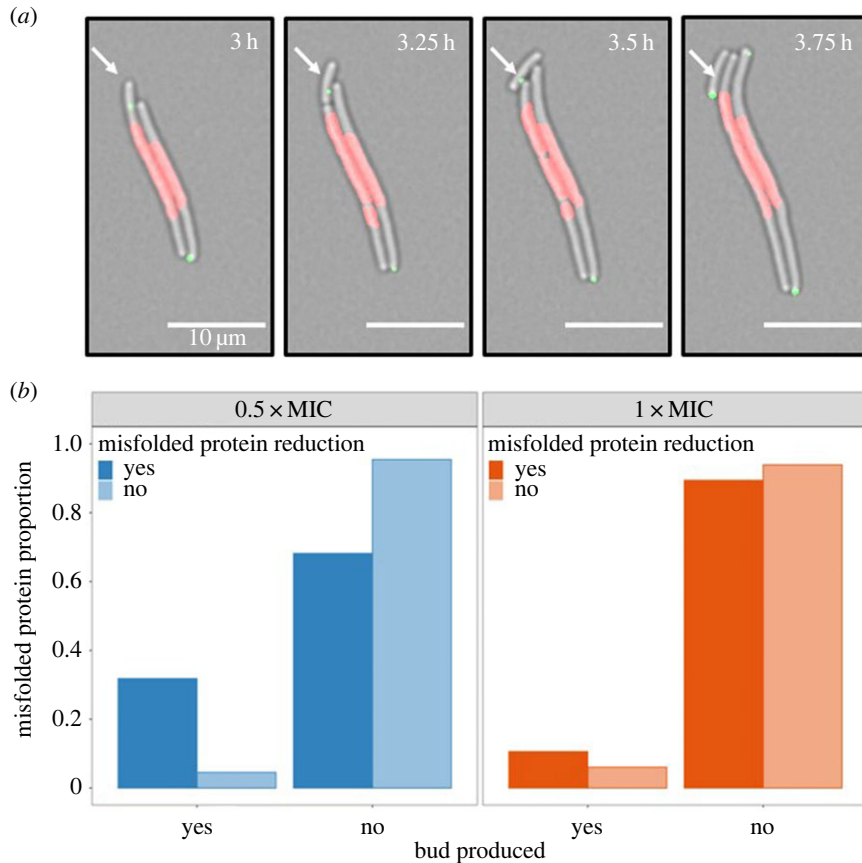 (a)
3 h
3.25 h
3.5 h
3.75 h
10 µm
(b)
0.5 × MIC
1 × MIC
misfolded protein reduction
yes
no
misfolded protein reduction
yes
no
misfolded protein proportion
1.0
0.8
0.6
0.4
0.2
0
yes
no
yes
no
bud produced